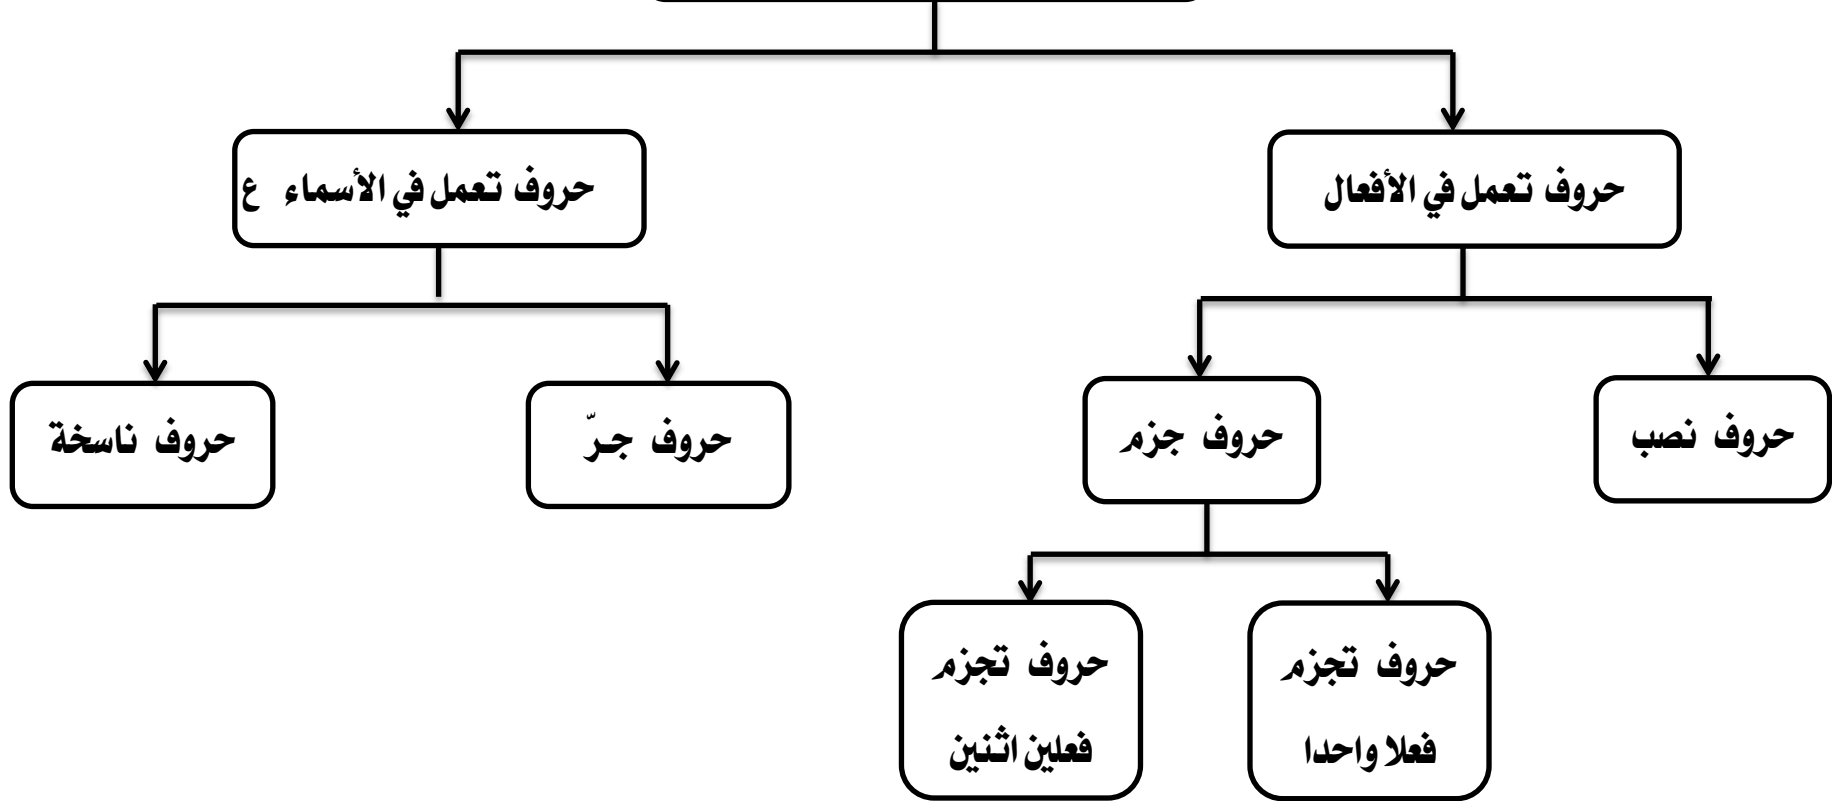 حروف تعمل في الأفعال
حروف تعمل في الأسماء ع
حروف نصب
حروف جزم
حروف جرّ
حروف ناسخة
حروف تجزم
فعلا واحدا
حروف تجزم
فعلين اثنين